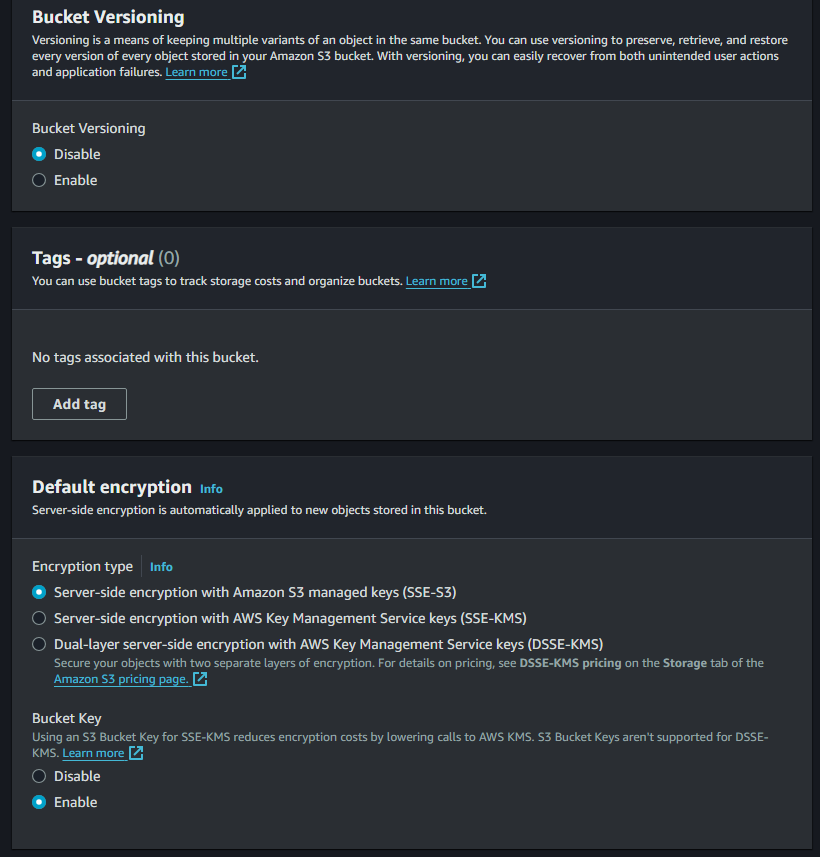 Bucket Versioning
Versioning is a means of keeping multiple variants of an object in the same bucket. You can use versioning to preserve, retrieve, and restore
every version of every object stored in your Amazon S3 bucket. With versioning, you can easily recover from both unintended user actions
and application failures. Learn more
Bucket Versioning
Disable
Enable
Tags - optional (0)
You can use bucket tags to track storage costs and organize buckets. Learn more
No tags associated with this bucket.
Add tag
Default encryption Info
Server-side encryption is automatically applied to new objects stored in this bucket.
Encryption type Info
Server-side encryption with Amazon S3 managed keys (SSE-S3)
Server-side encryption with AWS Key Management Service keys (SSE-KMS)
Dual-layer server-side encryption with AWS Key Management Service keys (DSSE-KMS)
Secure your objects with two separate layers of encryption. For details on pricing, see DSSE-KMS pricing on the Storage tab of the
Amazon S3 pricing page.
Bucket Key
Using an S3 Bucket Key for SSE-KMS reduces encryption costs by lowering calls to AWS KMS. S3 Bucket Keys aren't supported for DSSE-
KMS. Learn more
Disable
Enable